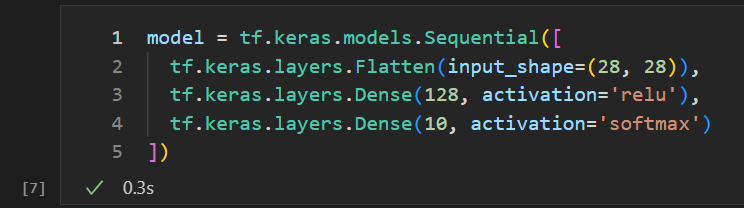 1 model = tf.keras.models.Sequential([
2   tf.keras.layers.Flatten(input_shape=(28, 28)),
3   tf.keras.layers.Dense(128, activation='relu'),
4   tf.keras.layers.Dense(10, activation='softmax')
5 ])
[7] ✓ 0.3s